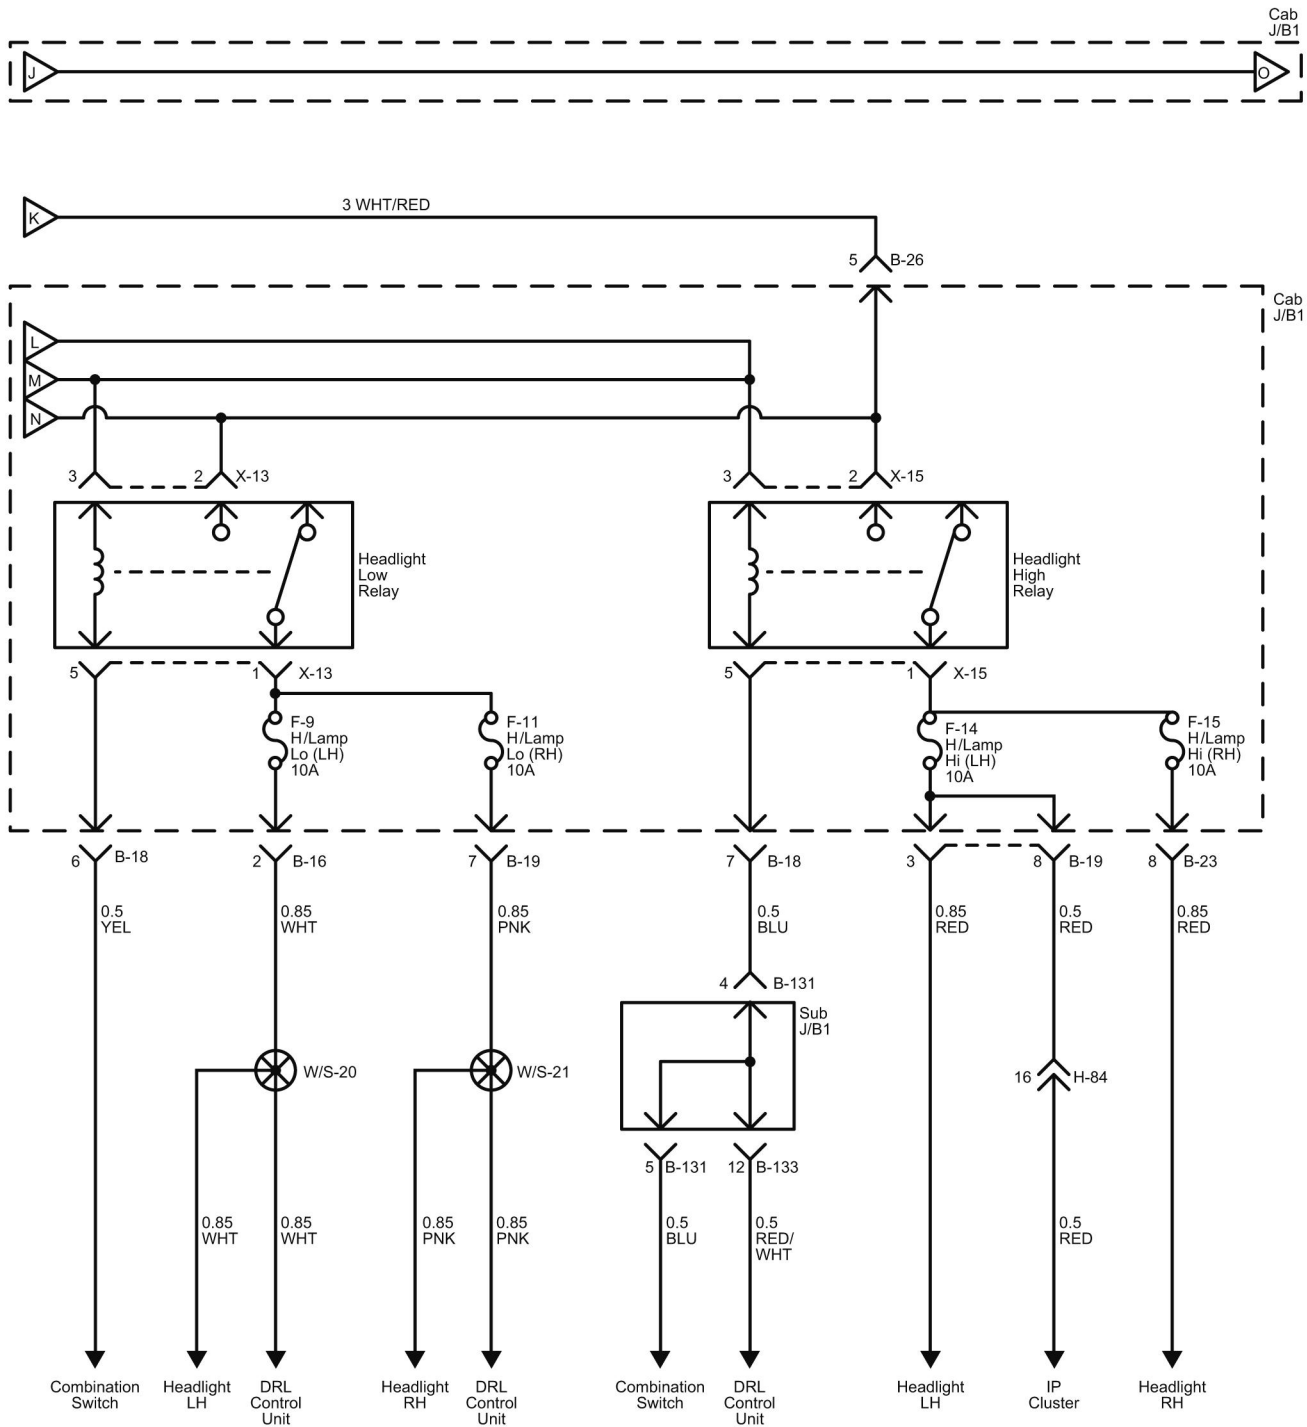 Cab
J/B1
J
O
3 WHT/RED
K
5 B-26
Cab
J/B1
L
M
N
3 2 X-13
3 2 X-15
Headlight
Low
Relay
Headlight
High
Relay
5 1 X-13
5 1 X-15
F-9
H/Lamp
Lo (LH)
10A
F-11
H/Lamp
Lo (RH)
10A
F-14
H/Lamp
Hi (LH)
10A
F-15
H/Lamp
Hi (RH)
10A
6 B-18
2 B-16
7 B-19
7 B-18
3
8 B-19
8 B-23
0.5
YEL
0.85
WHT
0.85
PNK
0.5
BLU
0.85
RED
0.5
RED
0.85
RED
4 B-131
Sub
J/B1
W/S-20
W/S-21
16 H-84
5 B-131
12 B-133
0.85
WHT
0.85
WHT
0.85
PNK
0.85
PNK
0.5
BLU
0.5
RED/
WHT
0.5
RED
Combination
Switch
Headlight
LH
DRL
Control
Unit
Headlight
RH
DRL
Control
Unit
Combination
Switch
DRL
Control
Unit
Headlight
LH
IP
Cluster
Headlight
RH